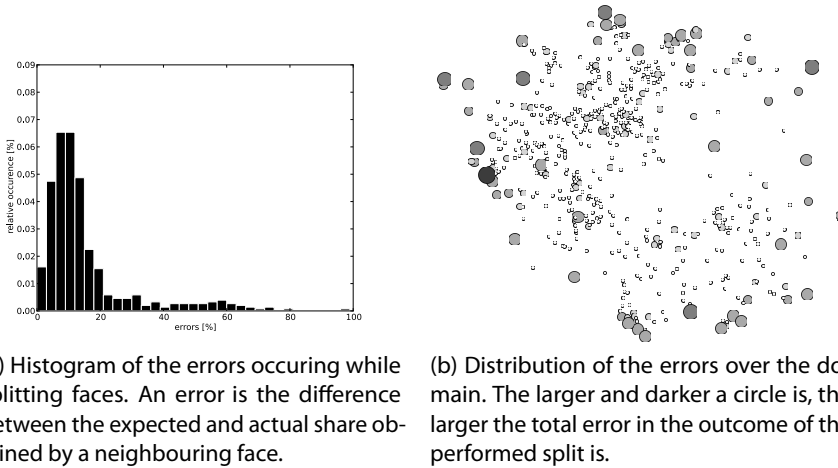 0.09
0.08
0.07
0.06
0.05
0.04
0.03
0.02
0.01
0.00
relative occurence [%]
0 20 40 60 80 100
errors [%]
) Histogram of the errors occuring while
plitting faces. An error is the difference
etween the expected and actual share ob-
ined by a neighbouring face.
(b) Distribution of the errors over the do
main. The larger and darker a circle is, th
larger the total error in the outcome of th
performed split is.